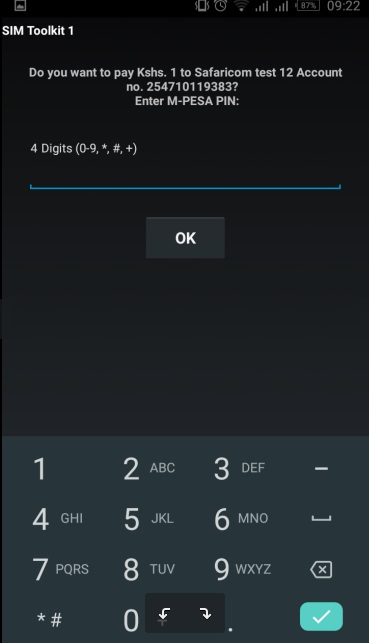 87% 09:22
SIM Toolkit 1
Do you want to pay Kshs. 1 to Safaricom test 12 Account
no. 254710119383?
Enter M-PESA PIN:
4 Digits (0-9, *, #, +)
OK
1 2 ABC 3 DEF –
4 GHI 5 JKL 6 MNO
7 PQRS 8 TUV 9 WXYZ
* # 0 + .